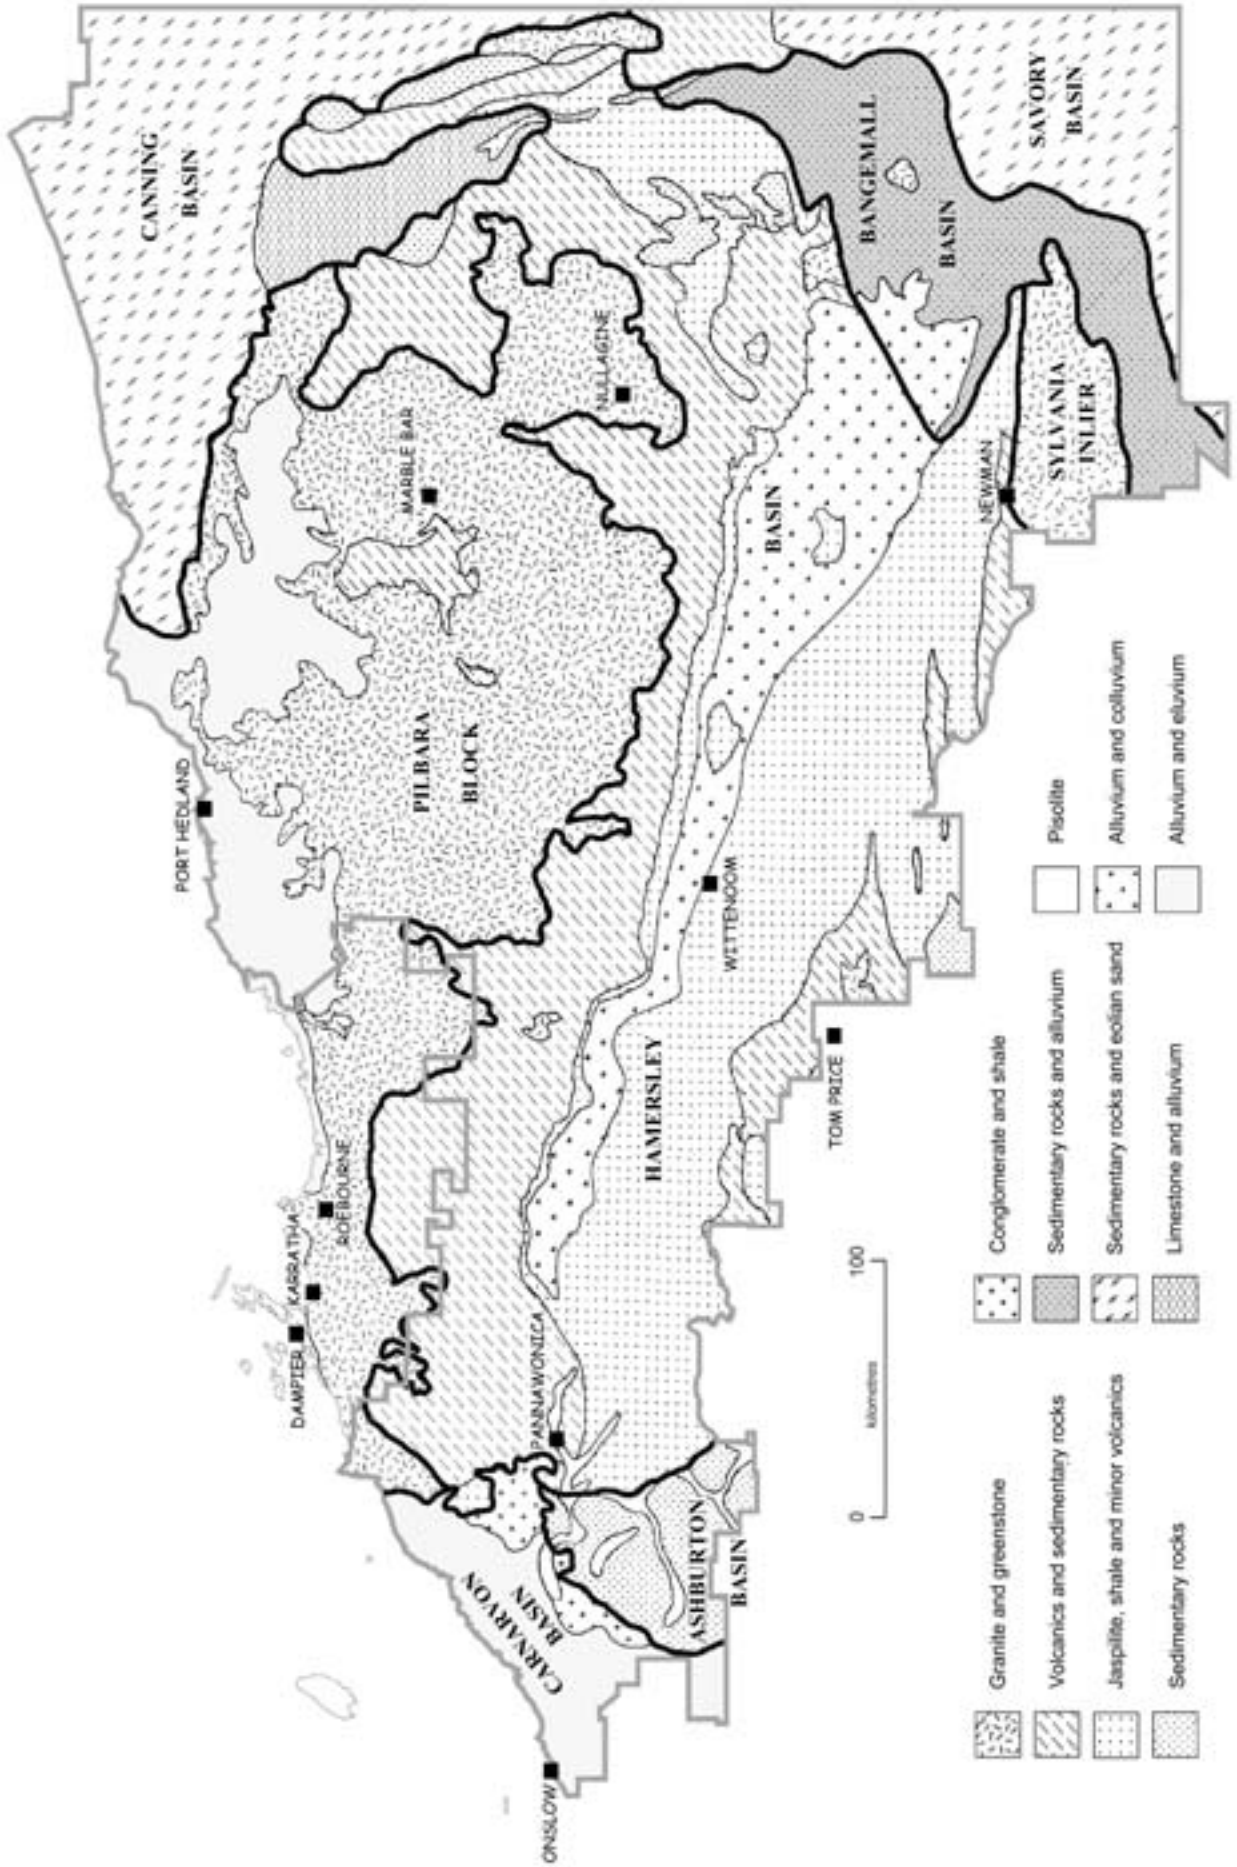 CANNING
BASIN
SAVORY
BASIN
BANGEMALL
BASIN
SYLVANIA
INLIER
NULLAGINE
MARBLE BAR
NEWMAN
BASIN
PILBARA
BLOCK
PORT HEDLAND
WITTENOOM
TOM PRICE
HAMERSLEY
ROEBOURNE
KARRATHA
DAMPIER
PANNAWONICA
ASHBURTON
BASIN
CARNARVON
BASIN
ONSLOW
0
100
kilometres
Granite and greenstone
Volcanics and sedimentary rocks
Jaspilite, shale and minor volcanics
Sedimentary rocks
Conglomerate and shale
Sedimentary rocks and alluvium
Sedimentary rocks and eolian sand
Limestone and alluvium
Pisolite
Alluvium and colluvium
Alluvium and eluvium